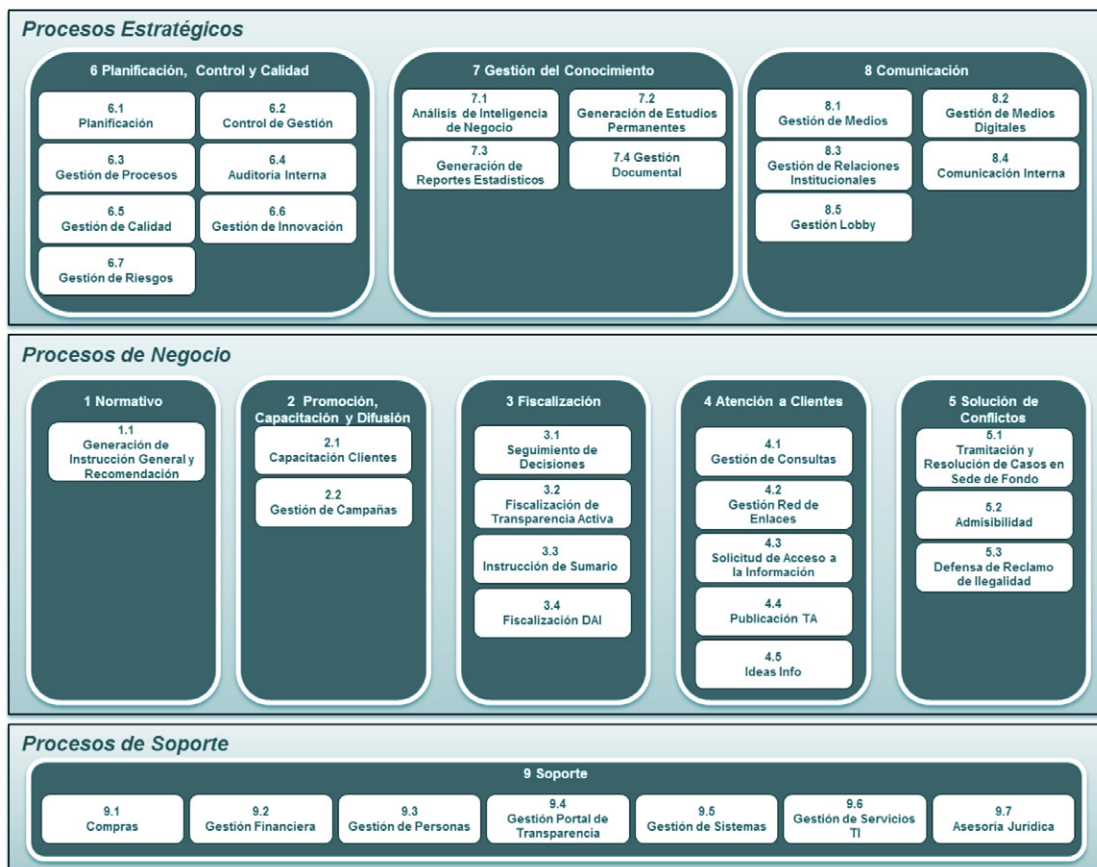 Procesos Estratégicos
6 Planificación, Control y Calidad
6.1
Planificación
6.2
Control de Gestión
6.3
Gestión de Procesos
6.4
Auditoria Interna
6.5
Gestión de Calidad
6.6
Gestión de Innovación
6.7
Gestión de Riesgos
7 Gestión del Conocimiento
7.1
Análisis de Inteligencia
de Negocio
7.2
Generación de Estudios
Permanentes
7.3
Generación de
Reportes Estadísticos
7.4 Gestión
Documental
8 Comunicación
8.1
Gestión de Medios
8.2
Gestión de Medios
Digitales
8.3
Gestión de Relaciones
Institucionales
8.4
Comunicación Interna
8.5
Gestión Lobby
Procesos de Negocio
1 Normativo
1.1
Generación de
Instrucción General y
Recomendación
2 Promoción,
Capacitación y Difusión
2.1
Capacitación Clientes
2.2
Gestión de Campañas
3 Fiscalización
3.1
Seguimiento de
Decisiones
3.2
Fiscalización de
Transparencia Activa
3.3
Instrucción de Sumario
3.4
Fiscalización DAI
4 Atención a Clientes
4.1
Gestión de Consultas
4.2
Gestión Red de
Enlaces
4.3
Solicitud de Acceso a
la Información
4.4
Publicación TA
4.5
Ideas Info
5 Solución de
Conflictos
5.1
Tramitación y
Resolución de Casos en
Sede de Fondo
5.2
Admisibilidad
5.3
Defensa de Reclamo
de Ilegalidad
Procesos de Soporte
9 Soporte
9.1
Compras
9.2
Gestión Financiera
9.3
Gestión de Personas
9.4
Gestión Portal de
Transparencia
9.5
Gestión de Sistemas
9.6
Gestión de Servicios
TI
9.7
Asesoría Jurídica